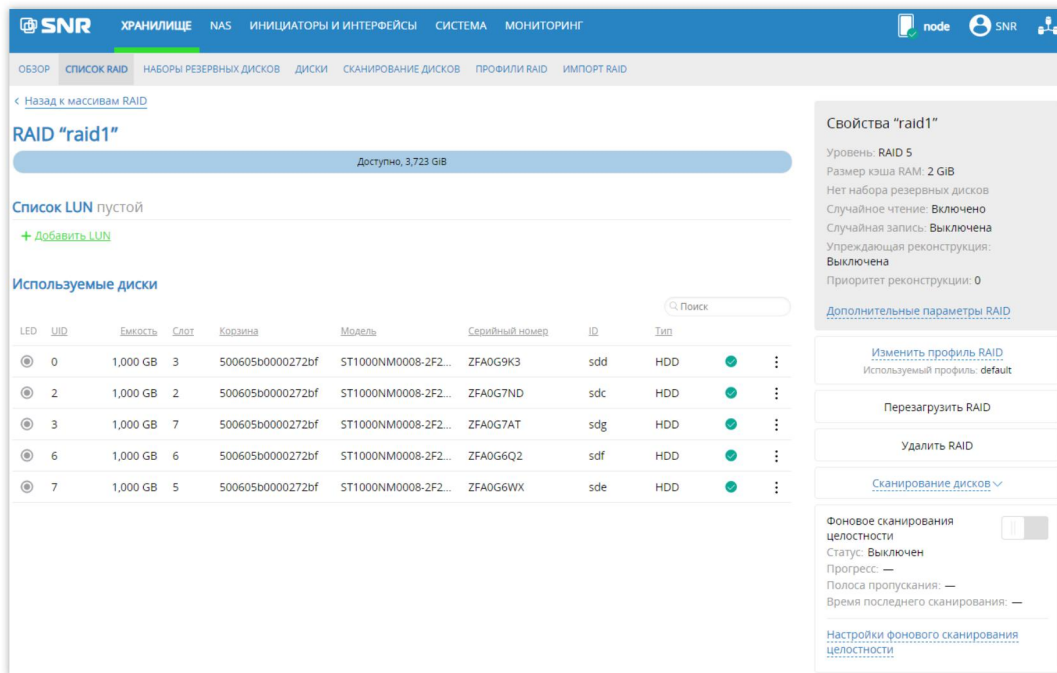 SNR
ХРАНИЛИЩЕ NAS ИНИЦИАТОРЫ И ИНТЕРФЕЙСЫ СИСТЕМА МОНИТОРИНГ
node SNR
ОБЗОР СПИСОК RAID НАБОРЫ РЕЗЕРВНЫХ ДИСКОВ ДИСКИ СКАНИРОВАНИЕ ДИСКОВ ПРОФИЛИ RAID ИМПОРТ RAID
< Назад к массивам RAID
RAID “raid1”
Доступно, 3,723 GiB
Список LUN пустой
+ Добавить LUN
Используемые диски
Поиск
LED UID Емкость Слот Корзина Модель Серийный номер ID Тип
0 1,000 GB 3 500605b0000272bf ST1000NM0008-2F2... ZFA0G9K3 sdd HDD
2 1,000 GB 2 500605b0000272bf ST1000NM0008-2F2... ZFA0G7ND sdc HDD
3 1,000 GB 7 500605b0000272bf ST1000NM0008-2F2... ZFA0G7AT sdg HDD
6 1,000 GB 6 500605b0000272bf ST1000NM0008-2F2... ZFA0G6Q2 sdf HDD
7 1,000 GB 5 500605b0000272bf ST1000NM0008-2F2... ZFA0G6WX sde HDD
Свойства “raid1”
Уровень: RAID 5
Размер кэша RAM: 2 GiB
Нет набора резервных дисков
Случайное чтение: Включено
Случайная запись: Выключена
Упреждающая реконструкция:
Выключена
Приоритет реконструкции: 0
Дополнительные параметры RAID
Изменить профиль RAID
Используемый профиль: default
Перезагрузить RAID
Удалить RAID
Сканирование дисков
Фоновое сканирования
целостности
Статус: Выключен
Прогресс: —
Полоса пропускания: —
Время последнего сканирования: —
Настройки фонового сканирования
целостности